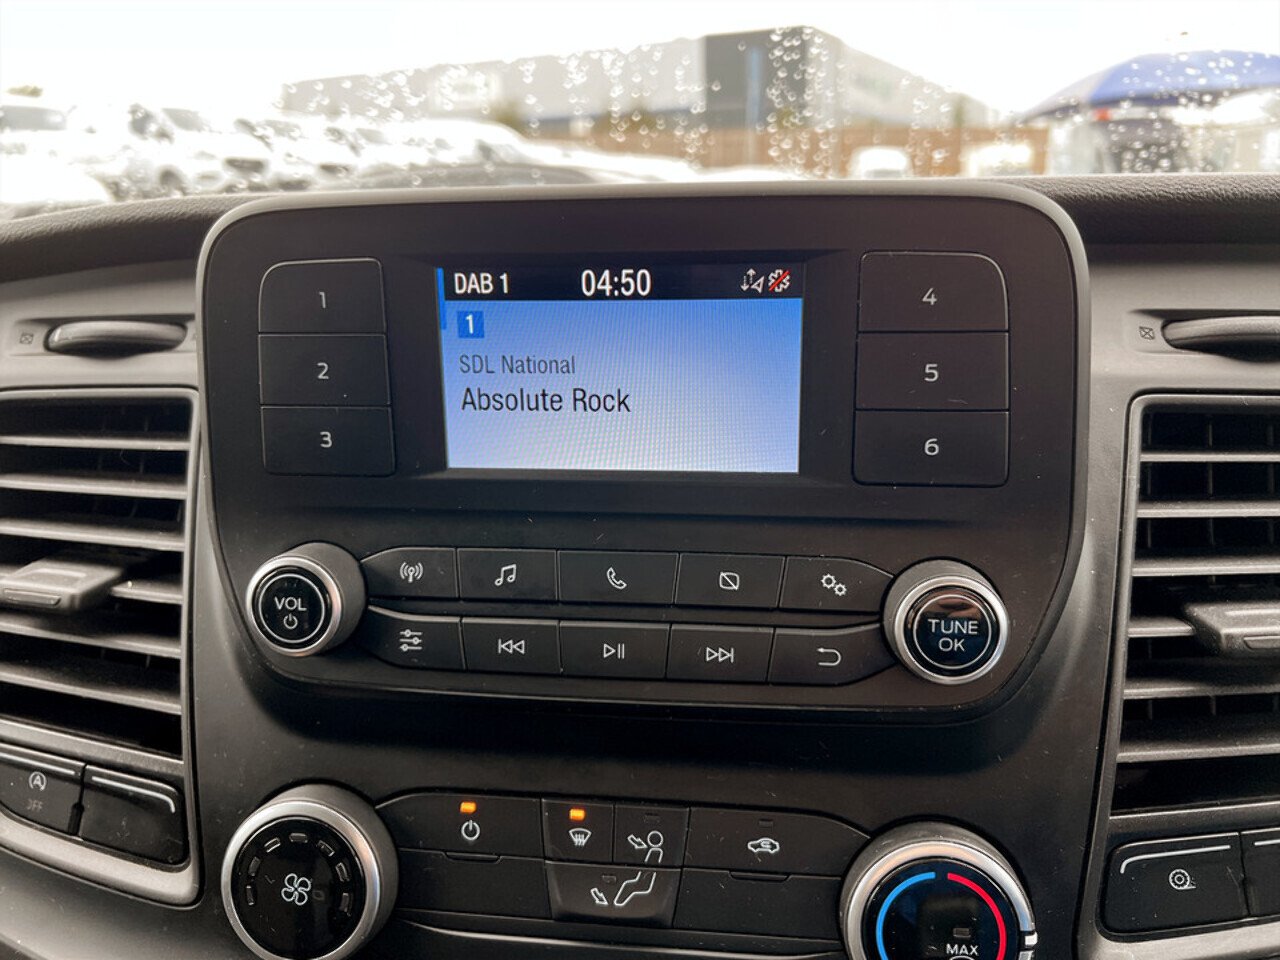 DAB 1 04:50
1
SDL National
Absolute Rock
1
2
3
4
5
6
VOL
TUNE
OK
A
OFF
MAX